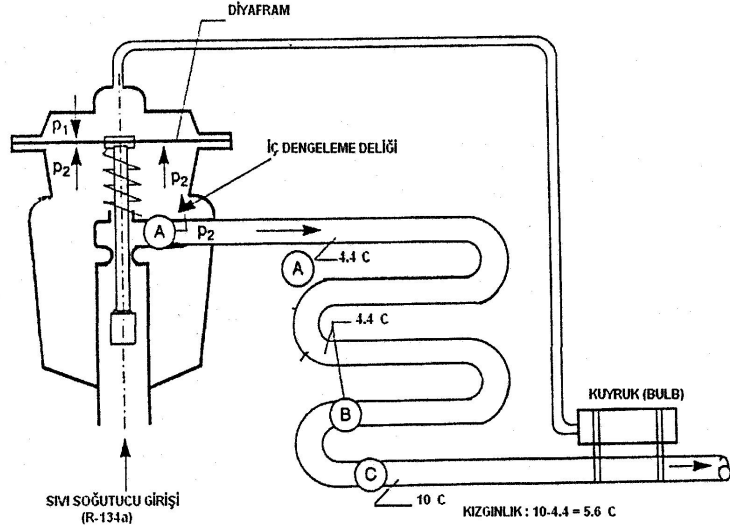 DİYAFRAM
p1
p2
p2
İÇ DENGELEME DELİĞİ
A
p2
A
4.4 C
4.4 C
B
KUYRUK (BULB)
C
10 C
KIZGINLIK : 10-4.4 = 5.6 C
SIVI SOĞUTUCU GİRİŞİ
(R-134a)